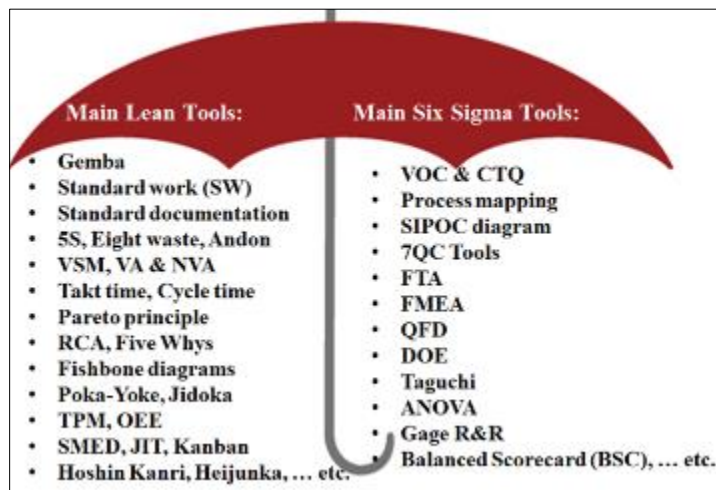 Main Lean Tools:
• Gemba
• Standard work (SW)
• Standard documentation
• 5S, Eight waste, Andon
• VSM, VA & NVA
• Takt time, Cycle time
• Pareto principle
• RCA, Five Whys
• Fishbone diagrams
• Poka-Yoke, Jidoka
• TPM, OEE
• SMED, JIT, Kanban
• Hoshin Kanri, Heijunka, … etc.
Main Six Sigma Tools:
• VOC & CTQ
• Process mapping
• SIPOC diagram
• 7QC Tools
• FTA
• FMEA
• QFD
• DOE
• Taguchi
• ANOVA
• Gage R&R
• Balanced Scorecard (BSC), … etc.